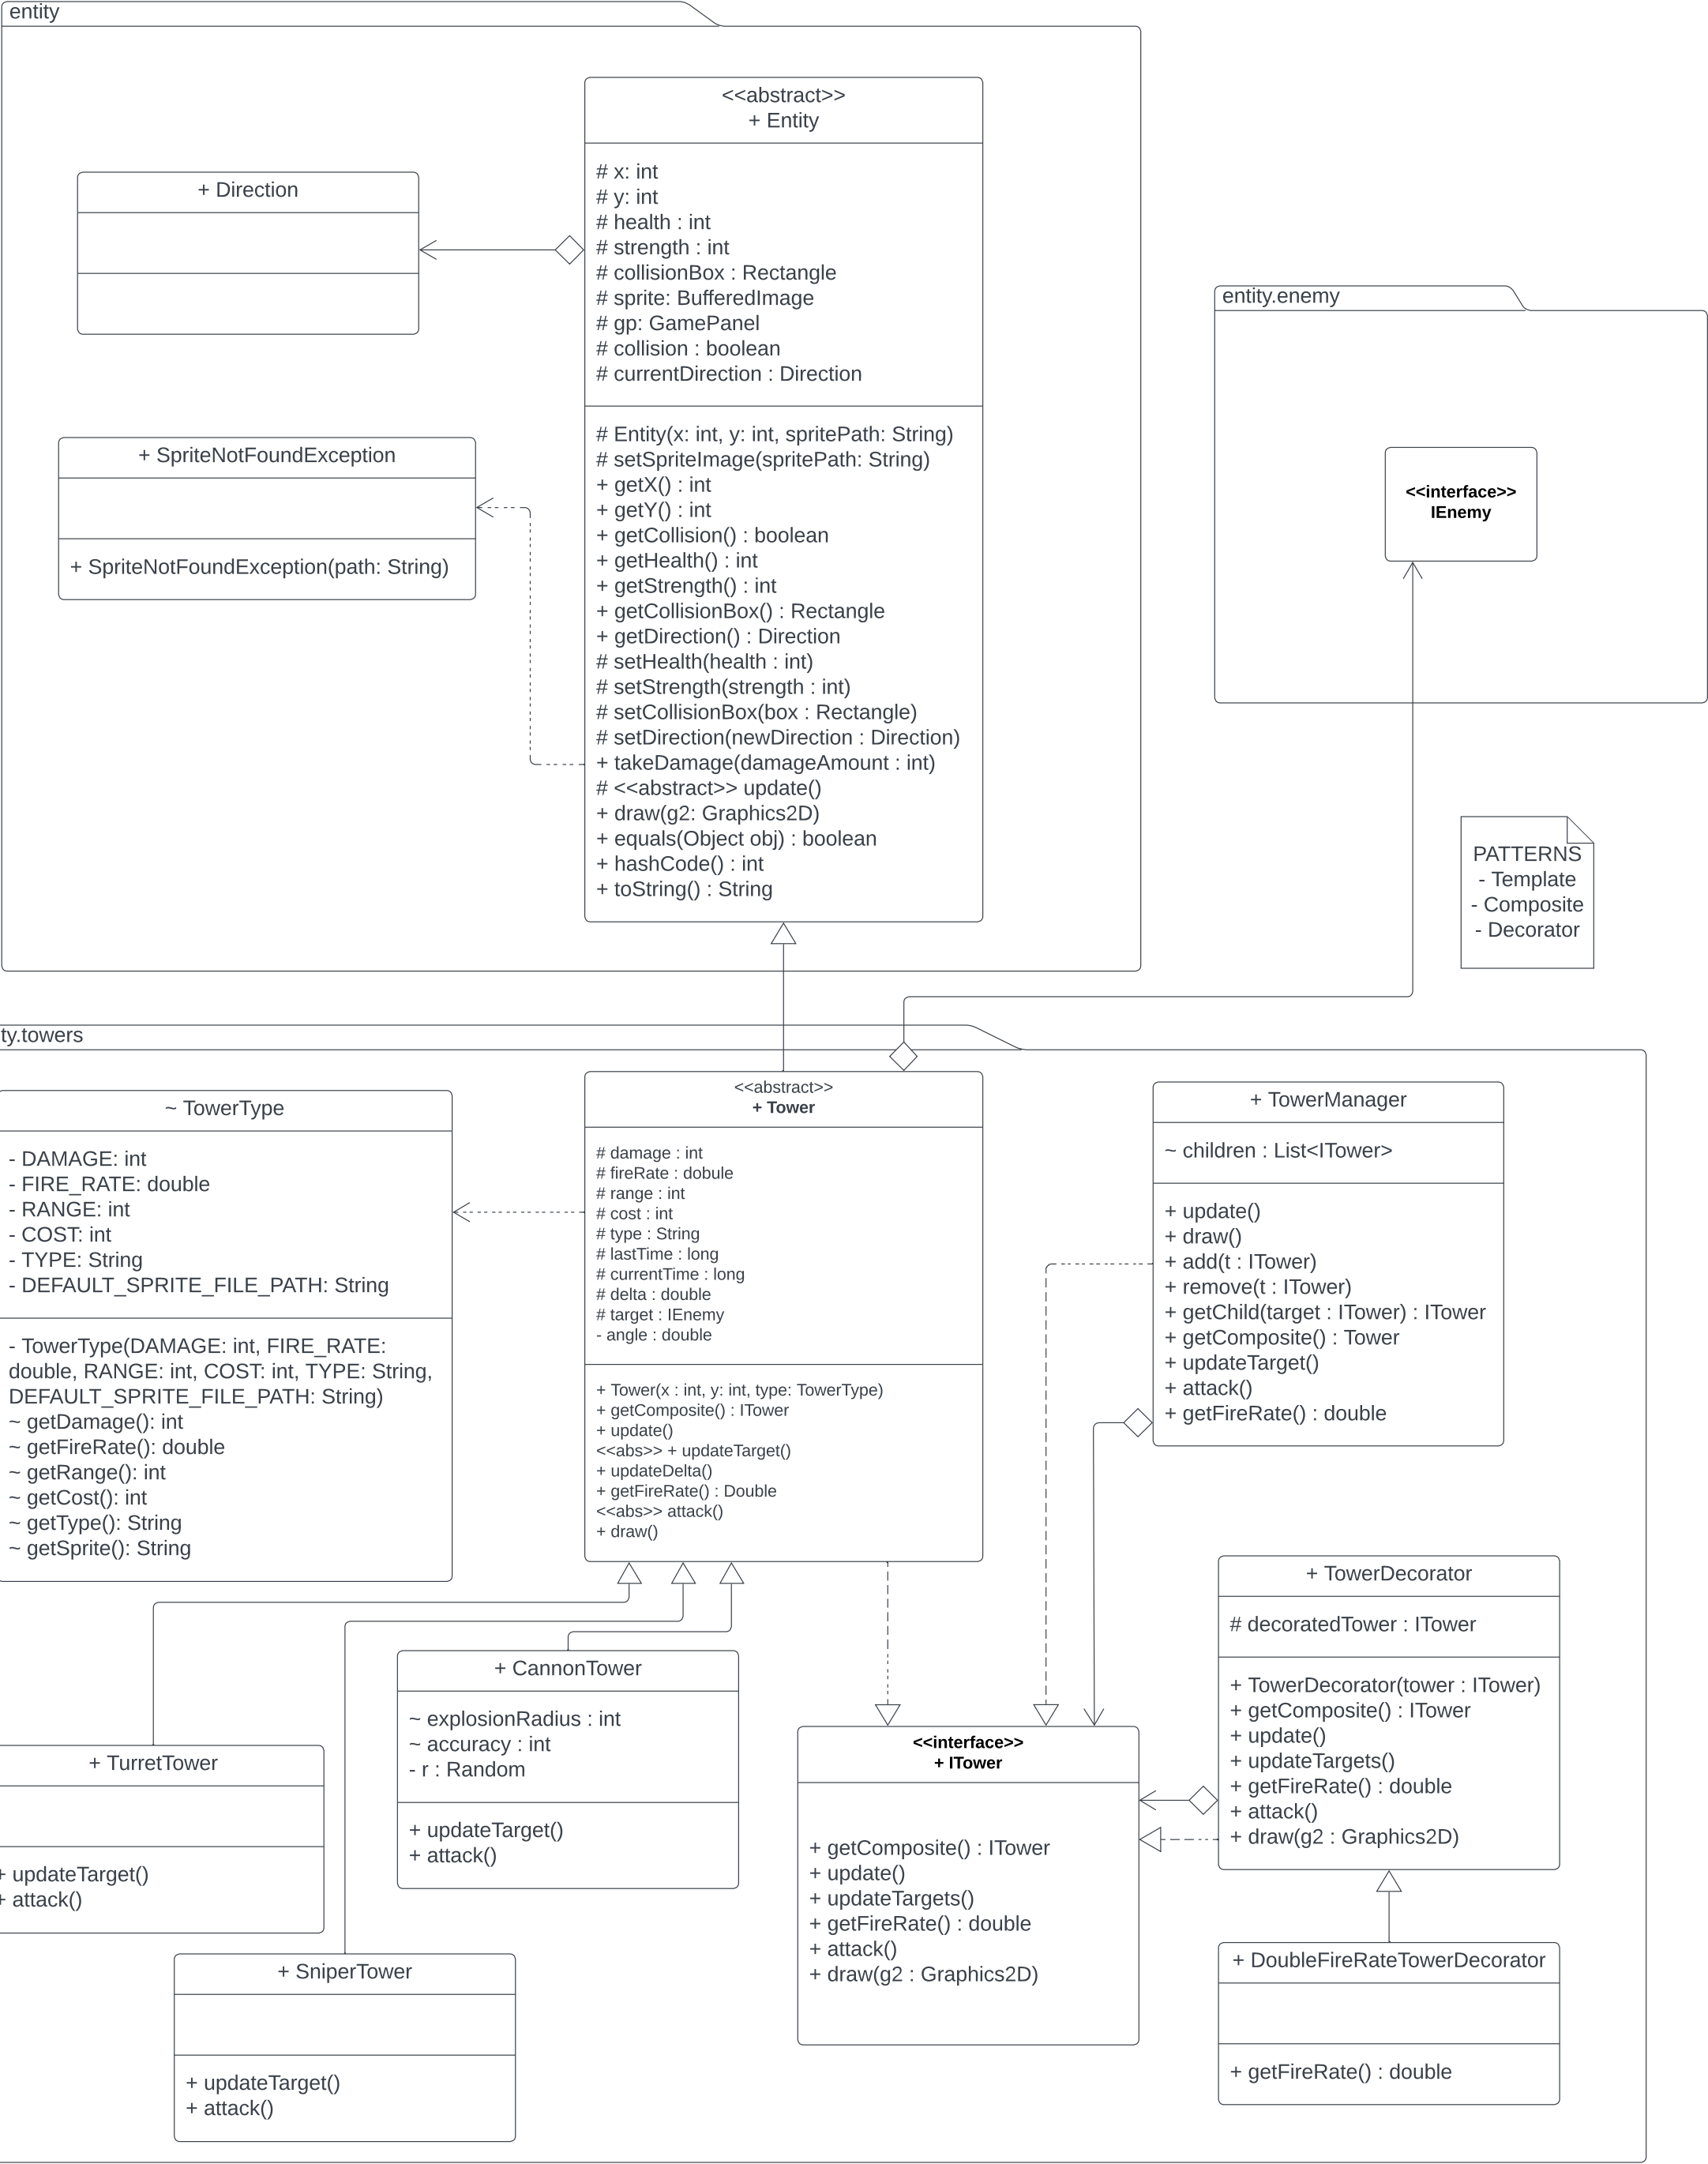 entity
<<abstract>>
+ Entity
# x: int
# y: int
# health : int
# strength : int
# collisionBox : Rectangle
# sprite: BufferedImage
# gp: GamePanel
# collision : boolean
# currentDirection : Direction
# Entity(x: int, y: int, spritePath: String)
# setSpriteImage(spritePath: String)
+ getX() : int
+ getY() : int
+ getCollision() : boolean
+ getHealth() : int
+ getStrength() : int
+ getCollisionBox() : Rectangle
+ getDirection() : Direction
# setHealth(health : int)
# setStrength(strength : int)
# setCollisionBox(box : Rectangle)
# setDirection(newDirection : Direction)
+ takeDamage(damageAmount : int)
# <<abstract>> update()
+ draw(g2: Graphics2D)
+ equals(Object obj) : boolean
+ hashCode() : int
+ toString() : String
+ Direction
+ SpriteNotFoundException
+ SpriteNotFoundException(path: String)
entity.enemy
<<interface>>
IEnemy
PATTERNS
- Template
- Composite
- Decorator
ty.towers
~ TowerType
- DAMAGE: int
- FIRE_RATE: double
- RANGE: int
- COST: int
- TYPE: String
- DEFAULT_SPRITE_FILE_PATH: String
- TowerType(DAMAGE: int, FIRE_RATE:
double, RANGE: int, COST: int, TYPE: String,
DEFAULT_SPRITE_FILE_PATH: String)
~ getDamage(): int
~ getFireRate(): double
~ getRange(): int
~ getCost(): int
~ getType(): String
~ getSprite(): String
<<abstract>>
+ Tower
# damage : int
# fireRate : dobule
# range : int
# cost : int
# type : String
# lastTime : long
# currentTime : long
# delta : double
# target : IEnemy
- angle : double
+ Tower(x : int, y: int, type: TowerType)
+ getComposite() : ITower
+ update()
<<abs>> + updateTarget()
+ updateDelta()
+ getFireRate() : Double
<<abs>> attack()
+ draw()
+ TowerManager
~ children : List<ITower>
+ update()
+ draw()
+ add(t : ITower)
+ remove(t : ITower)
+ getChild(target : ITower) : ITower
+ getComposite() : Tower
+ updateTarget()
+ attack()
+ getFireRate() : double
+ TowerDecorator
# decoratedTower : ITower
+ TowerDecorator(tower : ITower)
+ getComposite() : ITower
+ update()
+ updateTargets()
+ getFireRate() : double
+ attack()
+ draw(g2 : Graphics2D)
+ CannonTower
~ explosionRadius : int
~ accuracy : int
- r : Random
+ updateTarget()
+ attack()
+ TurretTower
+ updateTarget()
+ attack()
<<interface>>
+ ITower
+ getComposite() : ITower
+ update()
+ updateTargets()
+ getFireRate() : double
+ attack()
+ draw(g2 : Graphics2D)
+ SniperTower
+ updateTarget()
+ attack()
+ DoubleFireRateTowerDecorator
+ getFireRate() : double